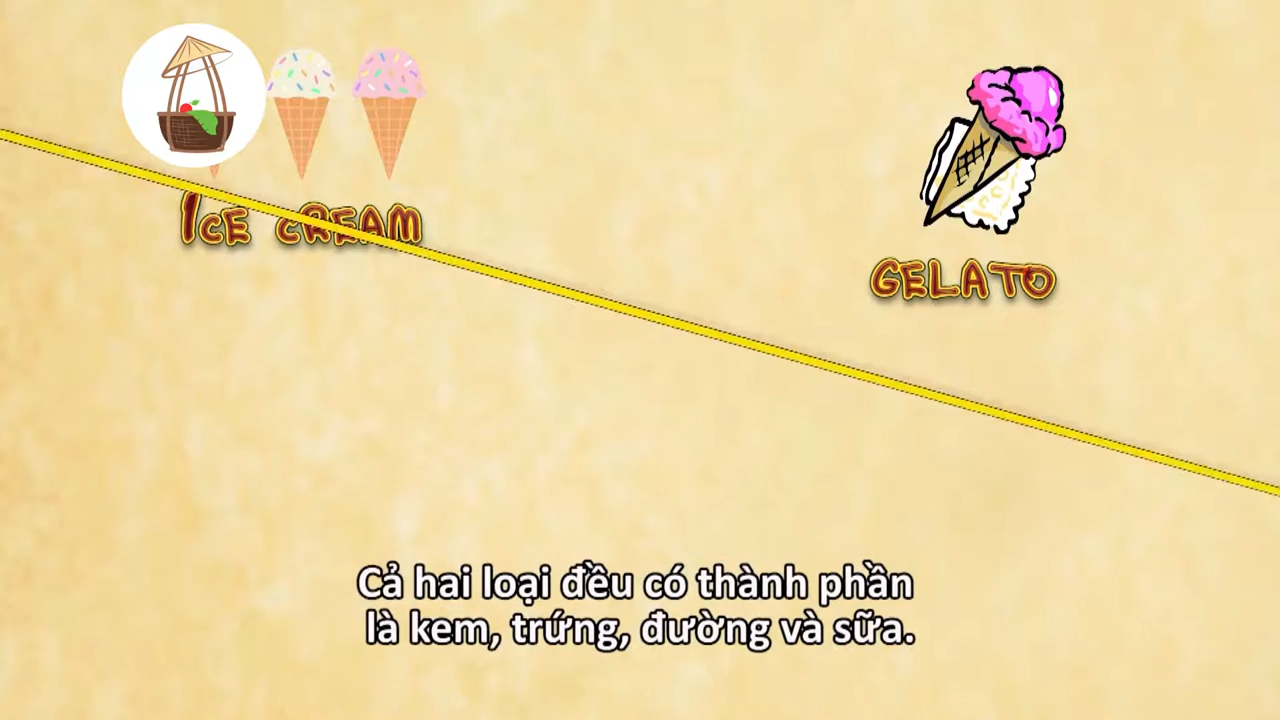 ICE CREAM
GELATO
Cả hai loại đều có thành phần
là kem, trứng, đường và sữa.